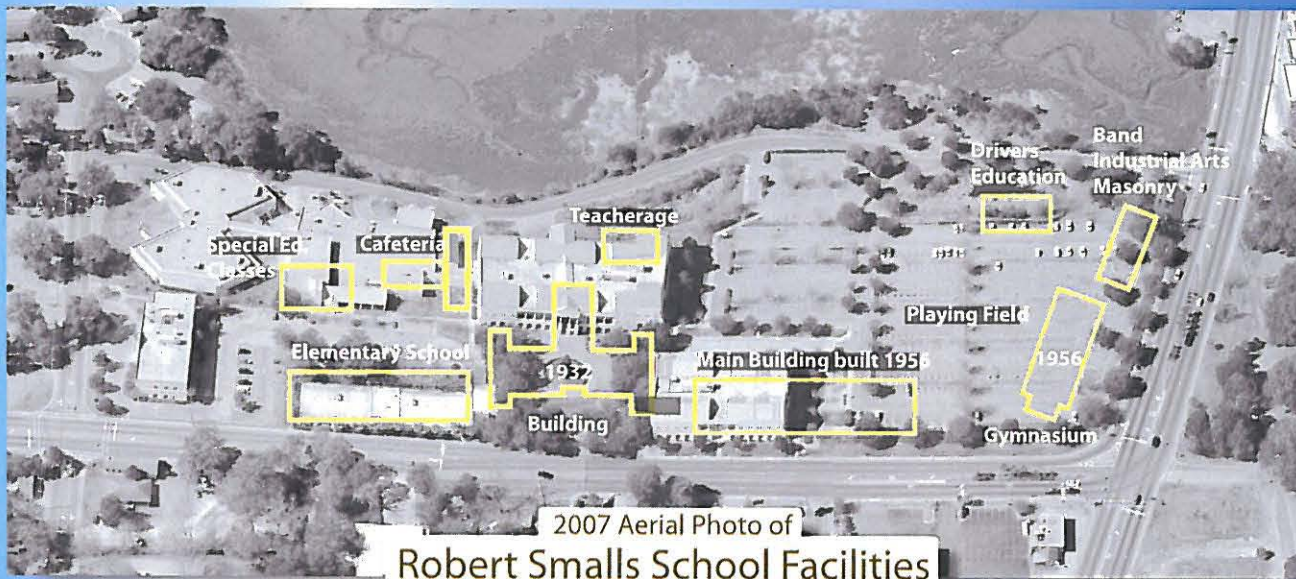 Band
Industrial Arts
Masonry
Drivers
Education
Teacherage
Special Ed.
Classes
Cafeteria
Playing Field
Elementary School
1932
Building
Main Building built 1956
1956
Gymnasium
2007 Aerial Photo of
Robert Smalls School Facilities